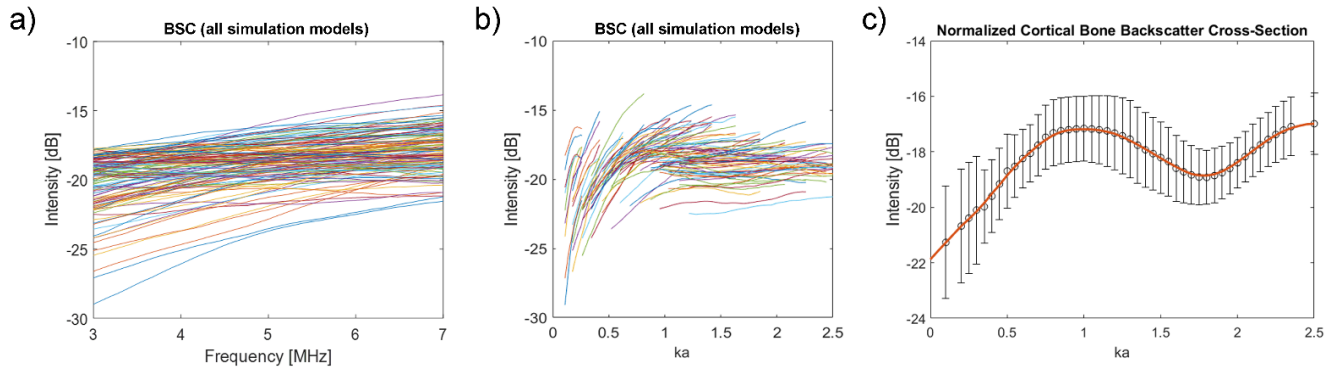 a)
BSC (all simulation models)
Intensity [dB]
-10
-15
-20
-25
-30
3
4
5
6
7
Frequency [MHz]
b)
BSC (all simulation models)
Intensity [dB]
-10
-15
-20
-25
-30
0
0.5
1
1.5
2
2.5
ka
c)
Normalized Cortical Bone Backscatter Cross-Section
Intensity [dB]
-14
-16
-18
-20
-22
-24
0
0.5
1
1.5
2
2.5
ka